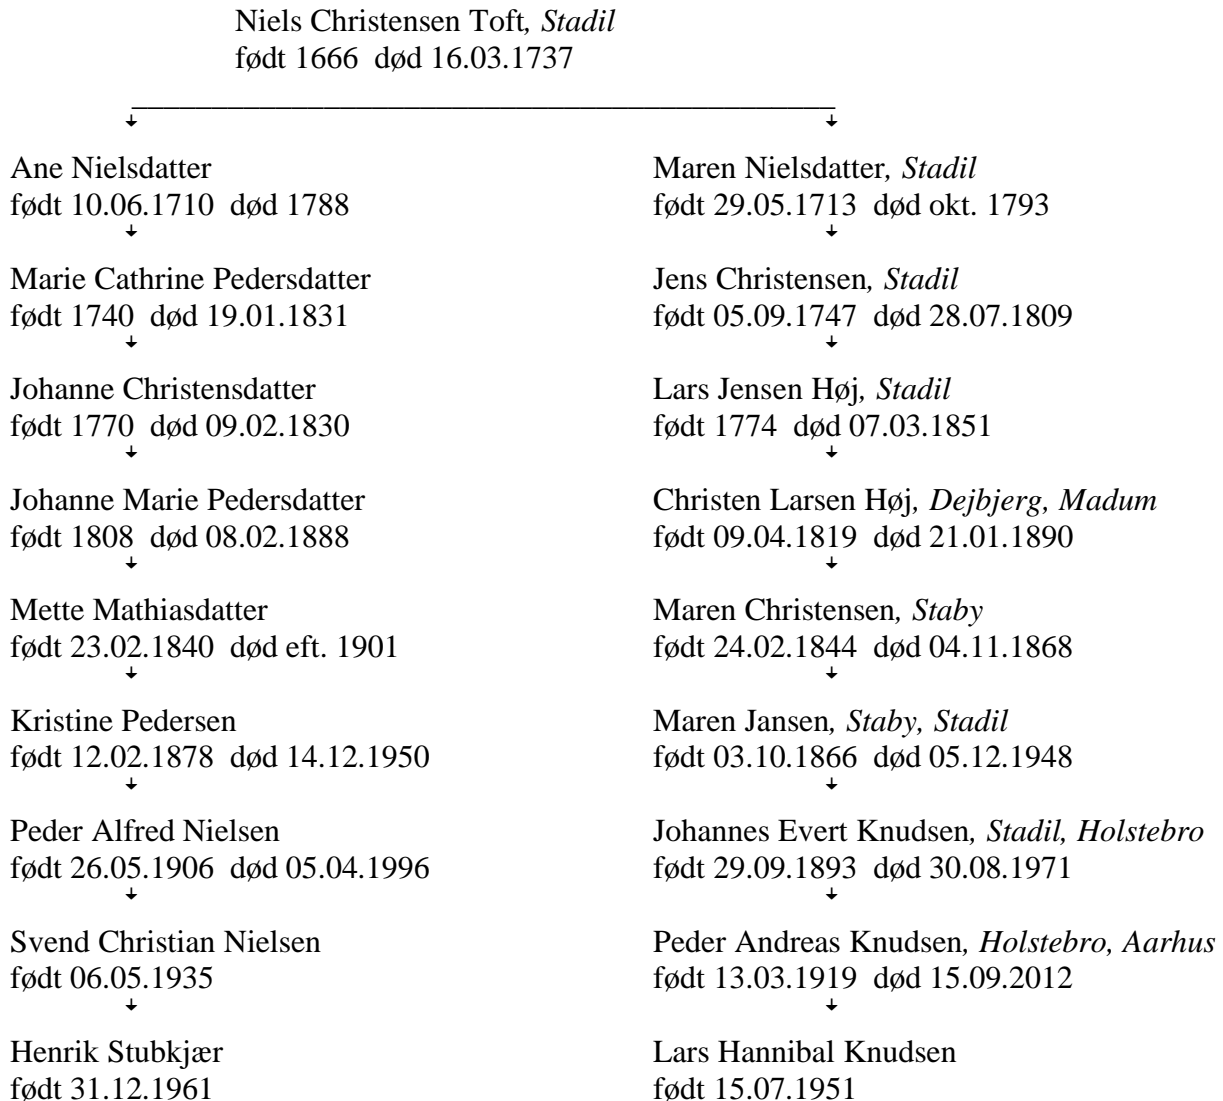 Niels Christensen Toft, Stadil
født 1666 død 16.03.1737
Ane Nielsdatter
født 10.06.1710 død 1788
Marie Cathrine Pedersdatter
født 1740 død 19.01.1831
Johanne Christensdatter
født 1770 død 09.02.1830
Johanne Marie Pedersdatter
født 1808 død 08.02.1888
Mette Mathiasdatter
født 23.02.1840 død eft. 1901
Kristine Pedersen
født 12.02.1878 død 14.12.1950
Peder Alfred Nielsen
født 26.05.1906 død 05.04.1996
Svend Christian Nielsen
født 06.05.1935
Henrik Stubkjær
født 31.12.1961
Maren Nielsdatter, Stadil
født 29.05.1713 død okt. 1793
Jens Christensen, Stadil
født 05.09.1747 død 28.07.1809
Lars Jensen Høj, Stadil
født 1774 død 07.03.1851
Christen Larsen Høj, Dejbjerg, Madum
født 09.04.1819 død 21.01.1890
Maren Christensen, Staby
født 24.02.1844 død 04.11.1868
Maren Jansen, Staby, Stadil
født 03.10.1866 død 05.12.1948
Johannes Evert Knudsen, Stadil, Holstebro
født 29.09.1893 død 30.08.1971
Peder Andreas Knudsen, Holstebro, Aarhus
født 13.03.1919 død 15.09.2012
Lars Hannibal Knudsen
født 15.07.1951